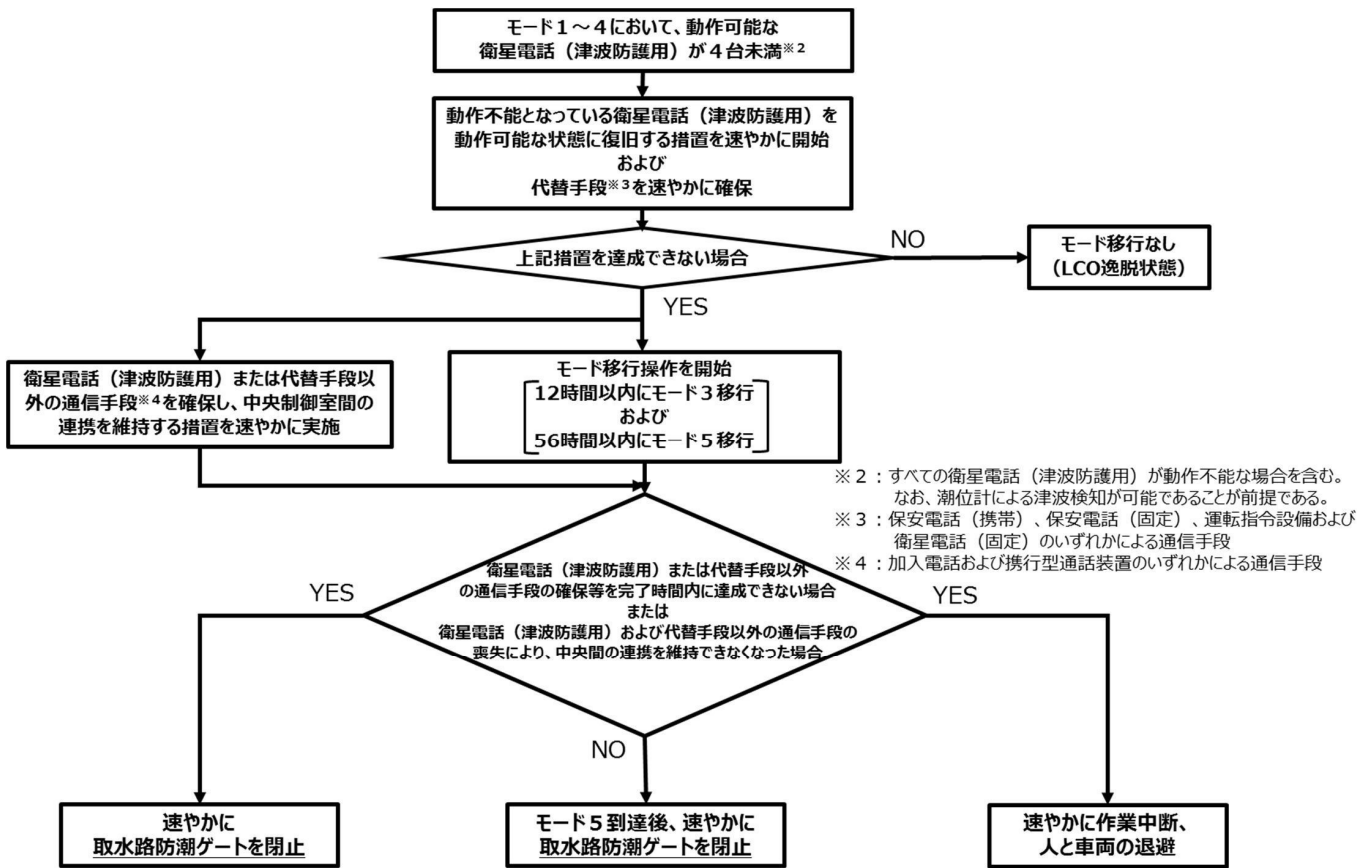 モード１～４において、動作可能な
衛星電話（津波防護用）が４台未満※２
動作不能となっている衛星電話（津波防護用）を
動作可能な状態に復旧する措置を速やかに開始
および
代替手段※３を速やかに確保
上記措置を達成できない場合
NO
モード移行なし
（LCO逸脱状態）
YES
衛星電話（津波防護用）または代替手段以
外の通信手段※４を確保し、中央制御室間の
連携を維持する措置を速やかに実施
モード移行操作を開始
12時間以内にモード３移行
および
56時間以内にモード５移行
※２：すべての衛星電話（津波防護用）が動作不能な場合を含む。
なお、潮位計による津波検知が可能であることが前提である。
※３：保安電話（携帯）、保安電話（固定）、運転指令設備および
衛星電話（固定）のいずれかによる通信手段
※４：加入電話および携行型通話装置のいずれかによる通信手段
衛星電話（津波防護用）または代替手段以外
の通信手段の確保等を完了時間内に達成できない場合
または
衛星電話（津波防護用）および代替手段以外の通信手段の
喪失により、中央間の連携を維持できなくなった場合
YES
YES
NO
速やかに
取水路防潮ゲートを閉止
モード５到達後、速やかに
取水路防潮ゲートを閉止
速やかに作業中断、
人と車両の退避